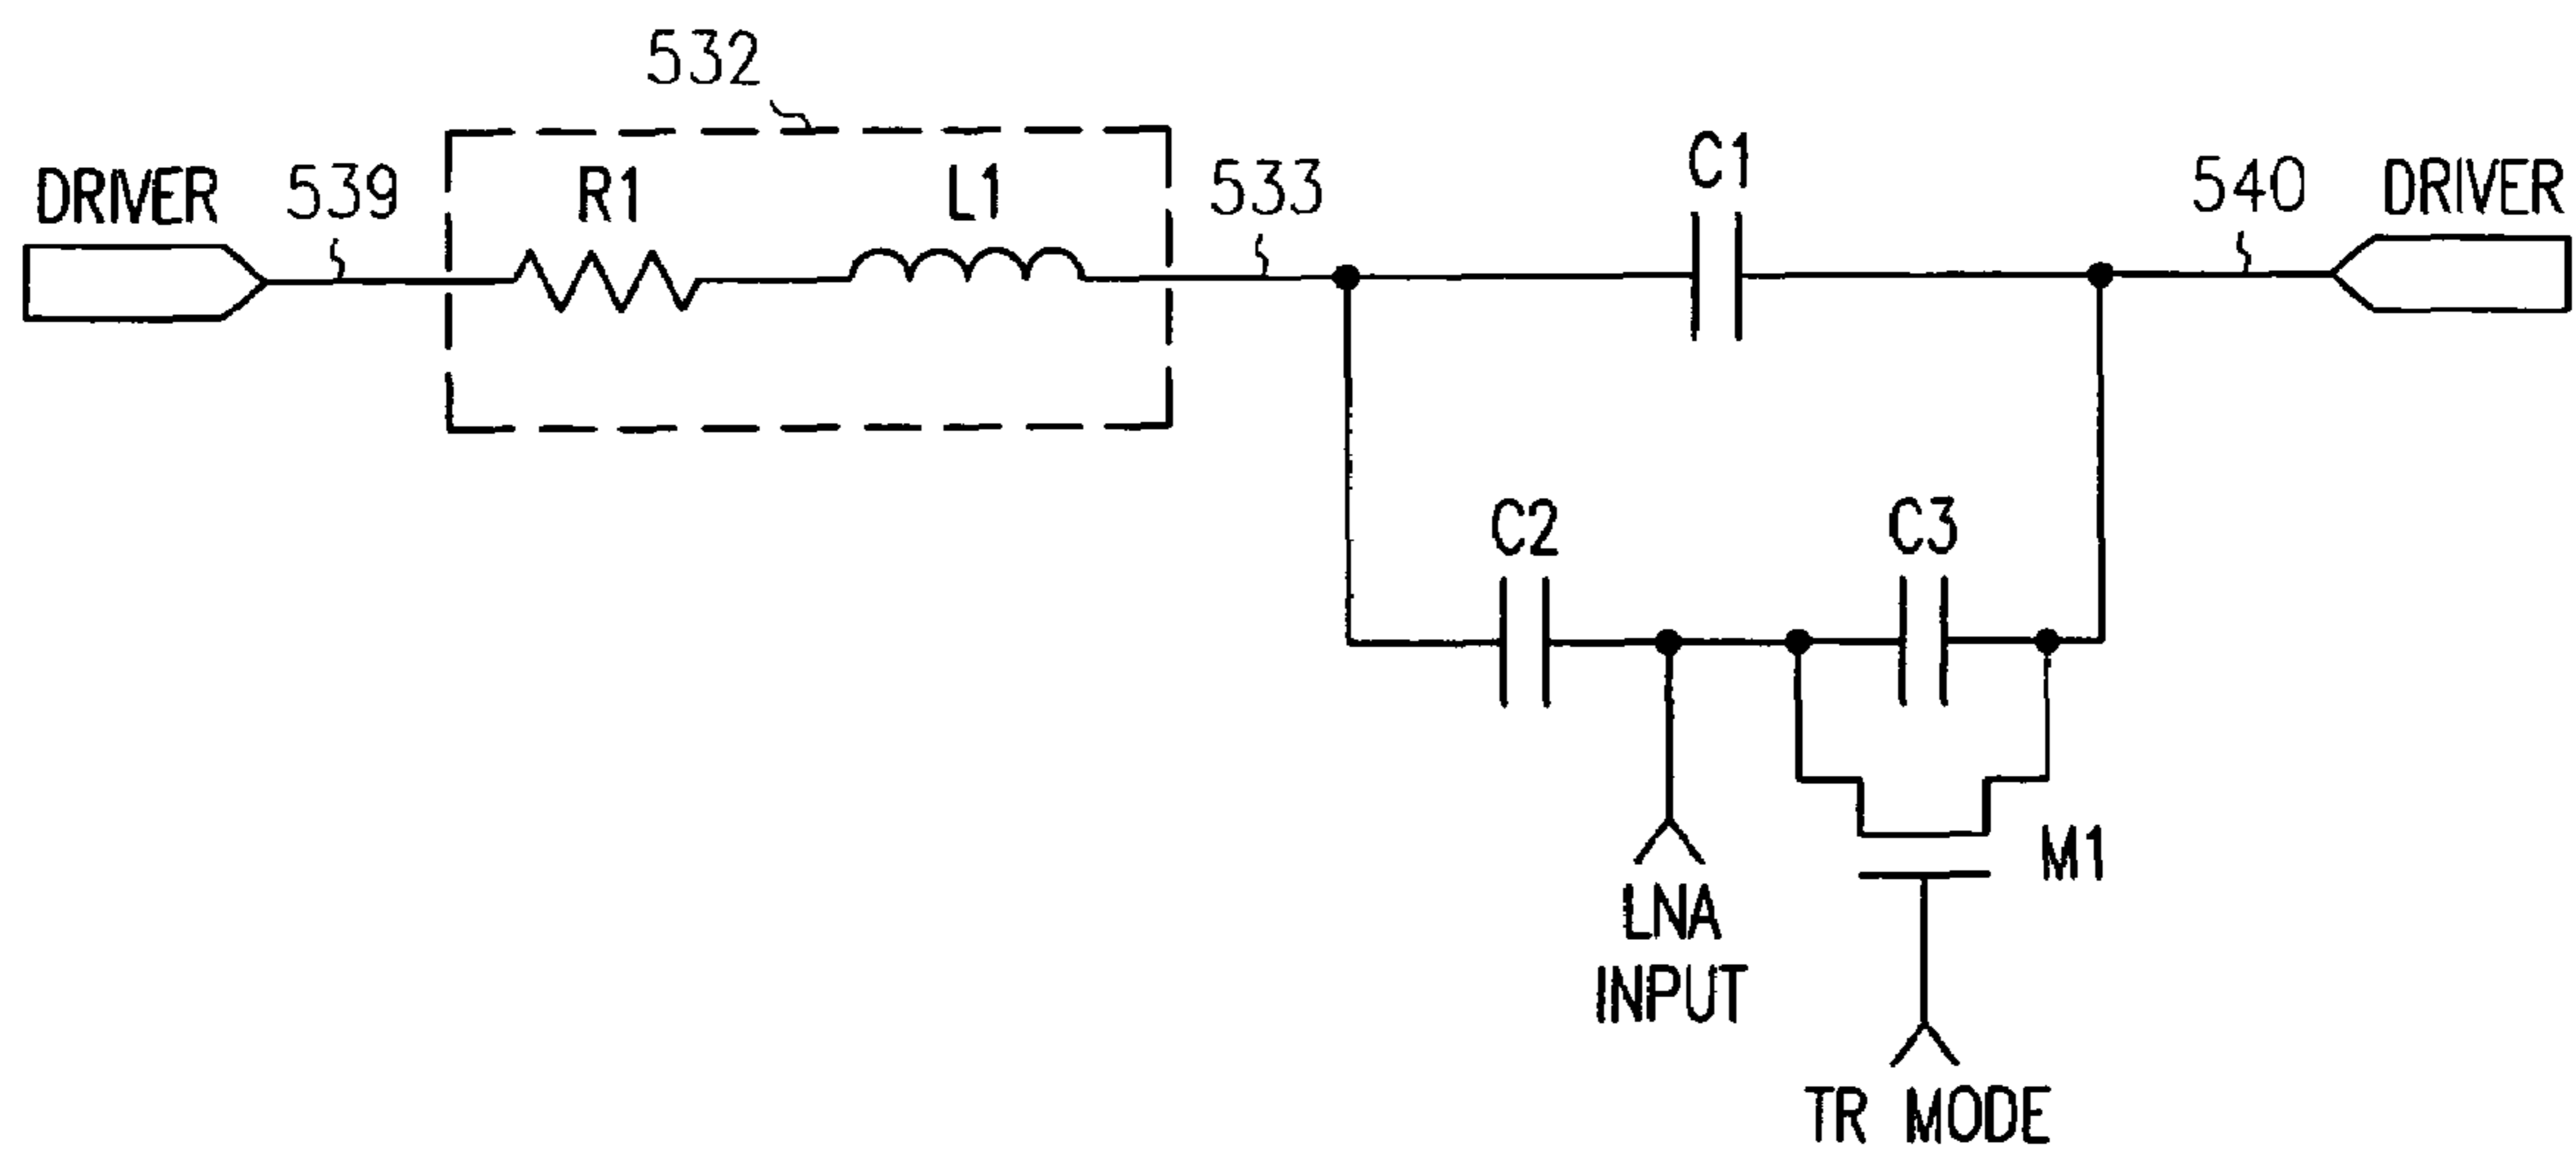 532
DRIVER
539
R1
L1
533
C1
540
DRIVER
C2
C3
M1
LNA
INPUT
TR MODE